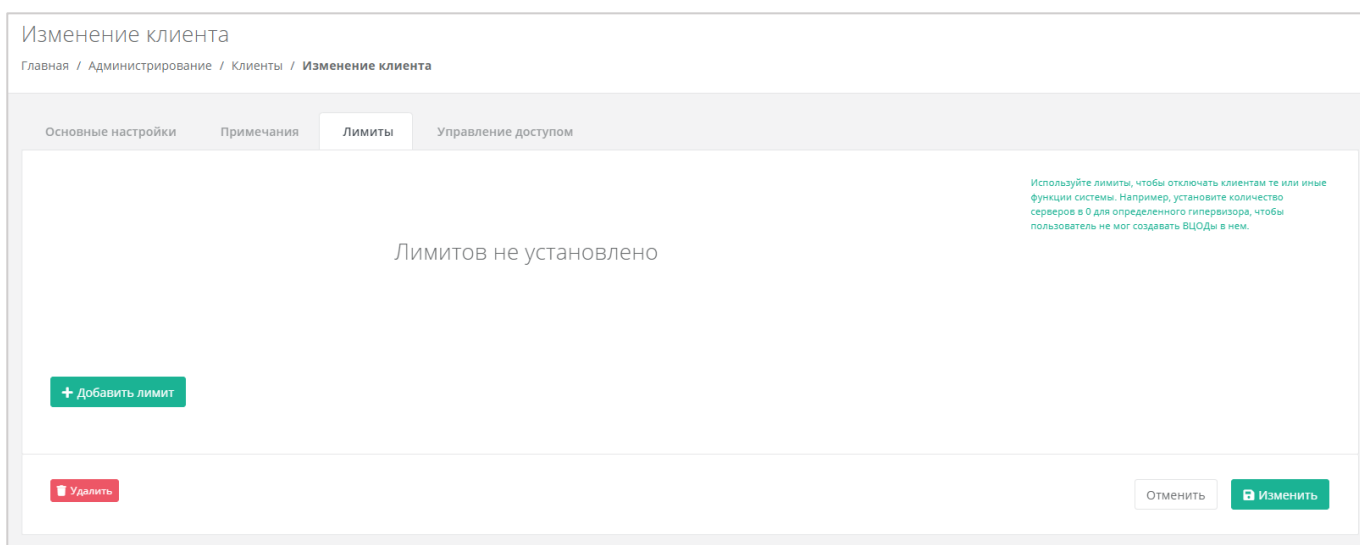 Изменение клиента
Главная / Администрирование / Клиенты / Изменение клиента
Основные настройки Примечания Лимиты Управление доступом
Используйте лимиты, чтобы отключать клиентам те или иные
функции системы. Например, установите количество
серверов в 0 для определенного гипервизора, чтобы
пользователь не мог создавать ВЦОДы в нем.
Лимитов не установлено
Добавить лимит
Удалить
Отменить Изменить